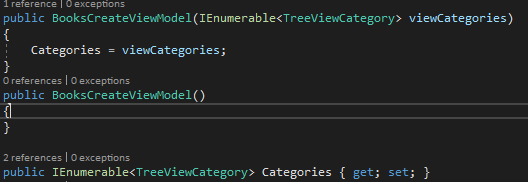 1 reference | 0 exceptions
public BooksCreateViewModel(IEnumerable<TreeViewCategory> viewCategories)
{
Categories = viewCategories;
}
0 references | 0 exceptions
public BooksCreateViewModel()
{
}
2 references | 0 exceptions
public IEnumerable<TreeViewCategory> Categories { get; set; }